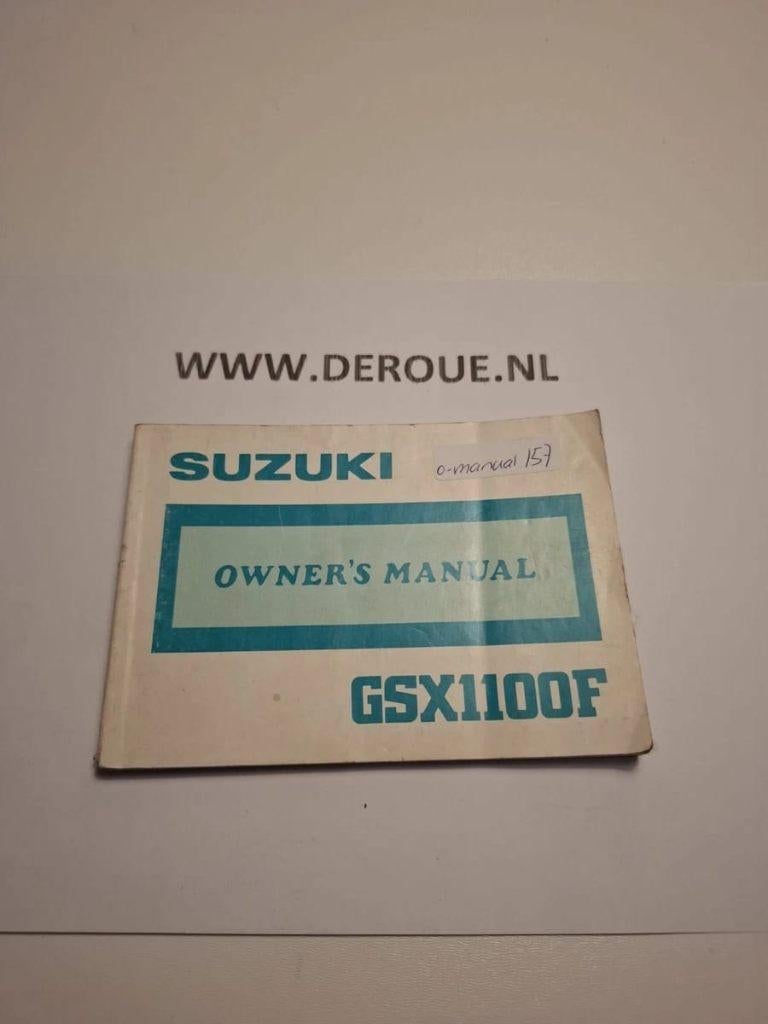 WWW.DEROUE.NL
SUZUKI
o-manual 157
OWNER'S MANUAL
GSX1100F